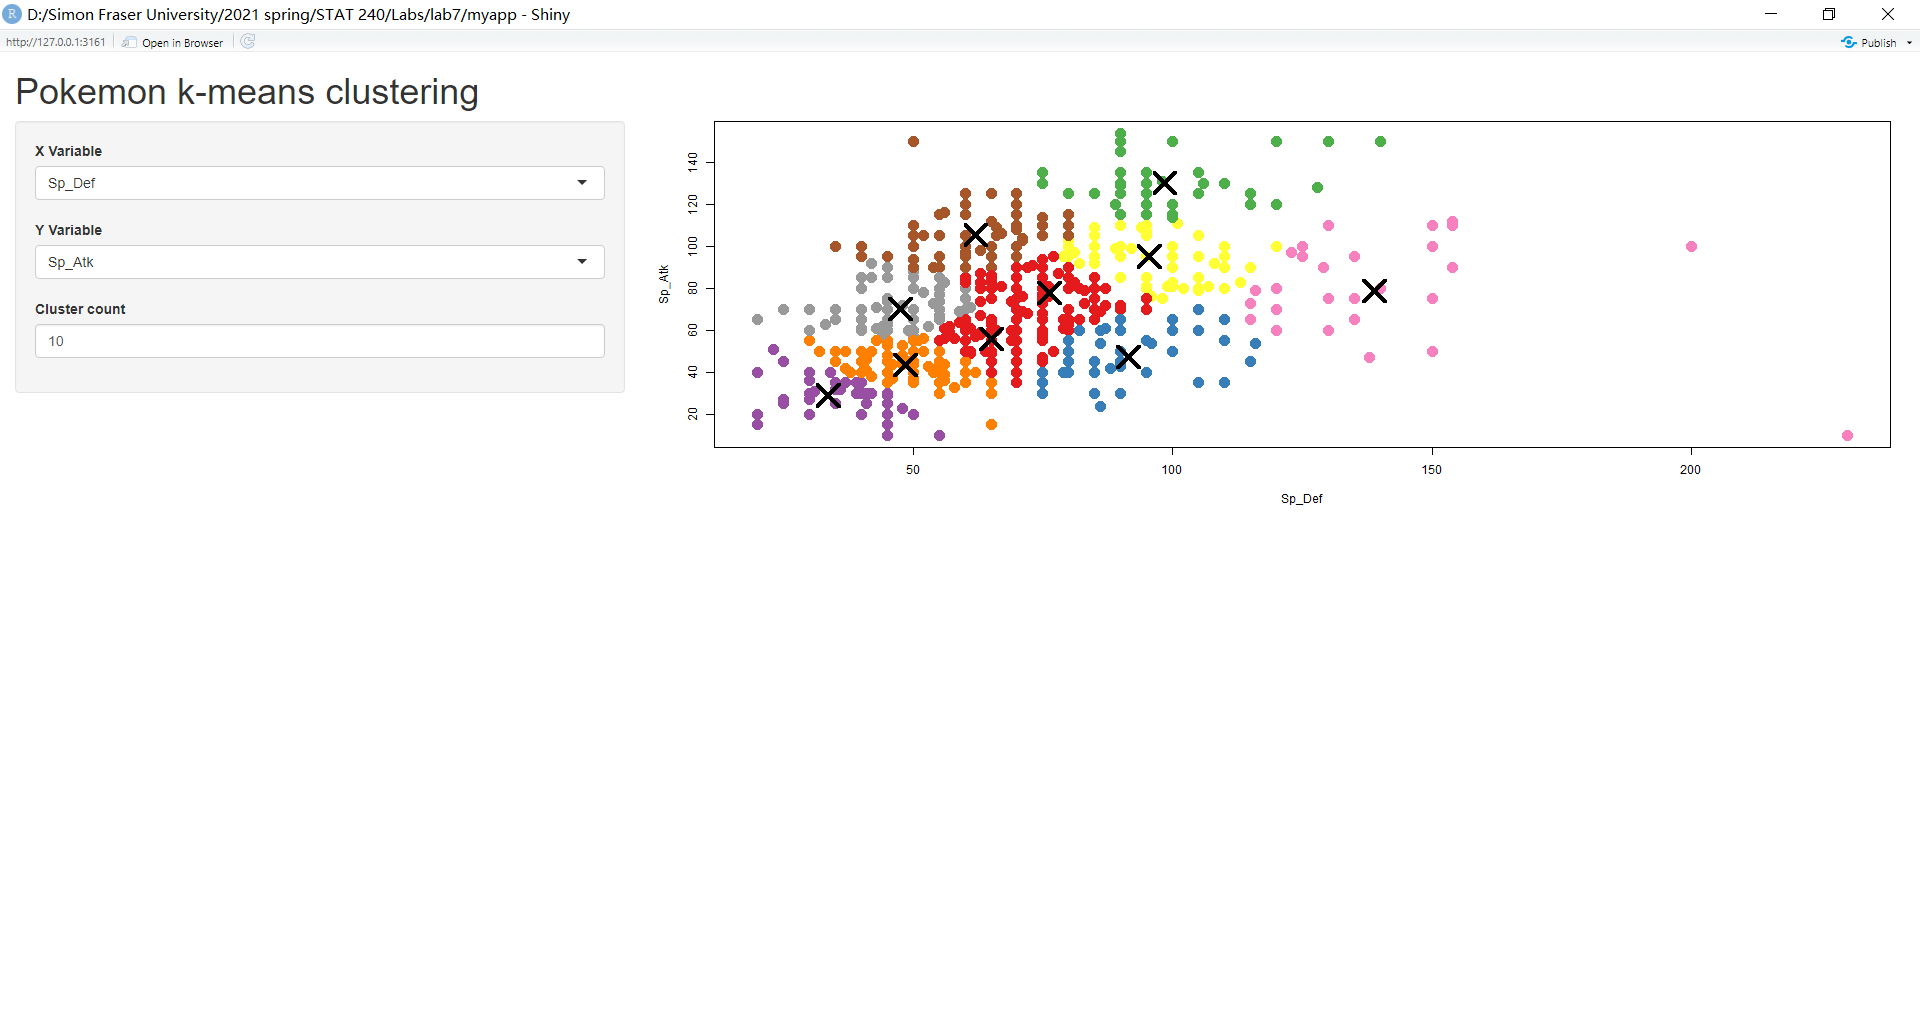 R D:/Simon Fraser University/2021 spring/STAT 240/Labs/lab7/myapp - Shiny
http://127.0.0.1:3161 Open in Browser Publish
Pokemon k-means clustering
X Variable
Sp_Def
Y Variable
Sp_Atk
Cluster count
10
Sp_Atk
140
120
100
80
60
40
20
50 100 150 200
Sp_Def